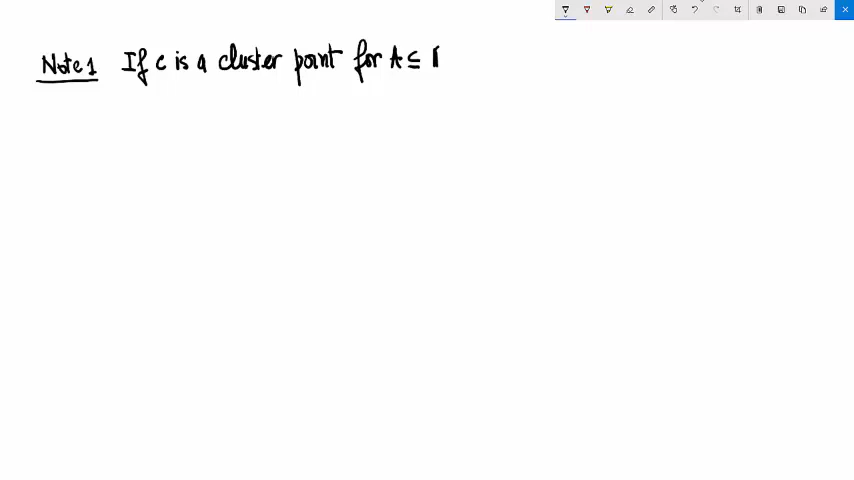 Note 1 If c is a cluster point for A ⊆